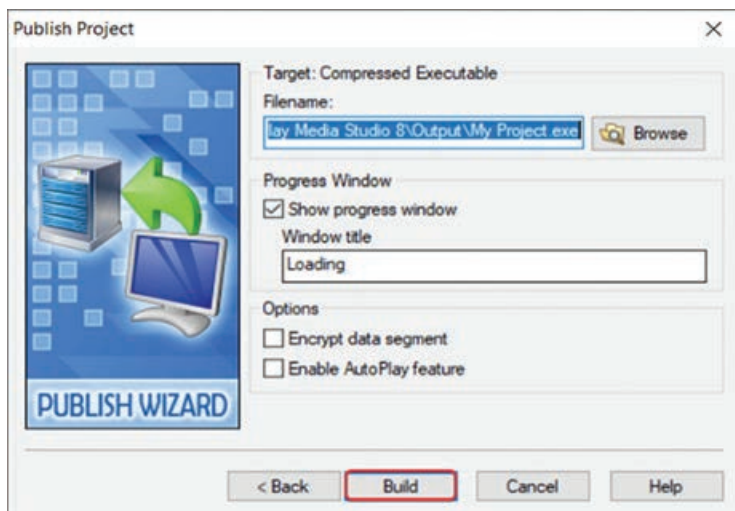 Publish Project
PUBLISH WIZARD
Target: Compressed Executable
Filename:
lay Media Studio 8\Output\My Project.exe
Browse
Progress Window
Show progress window
Window title
Loading
Options
Encrypt data segment
Enable AutoPlay feature
< Back
Build
Cancel
Help